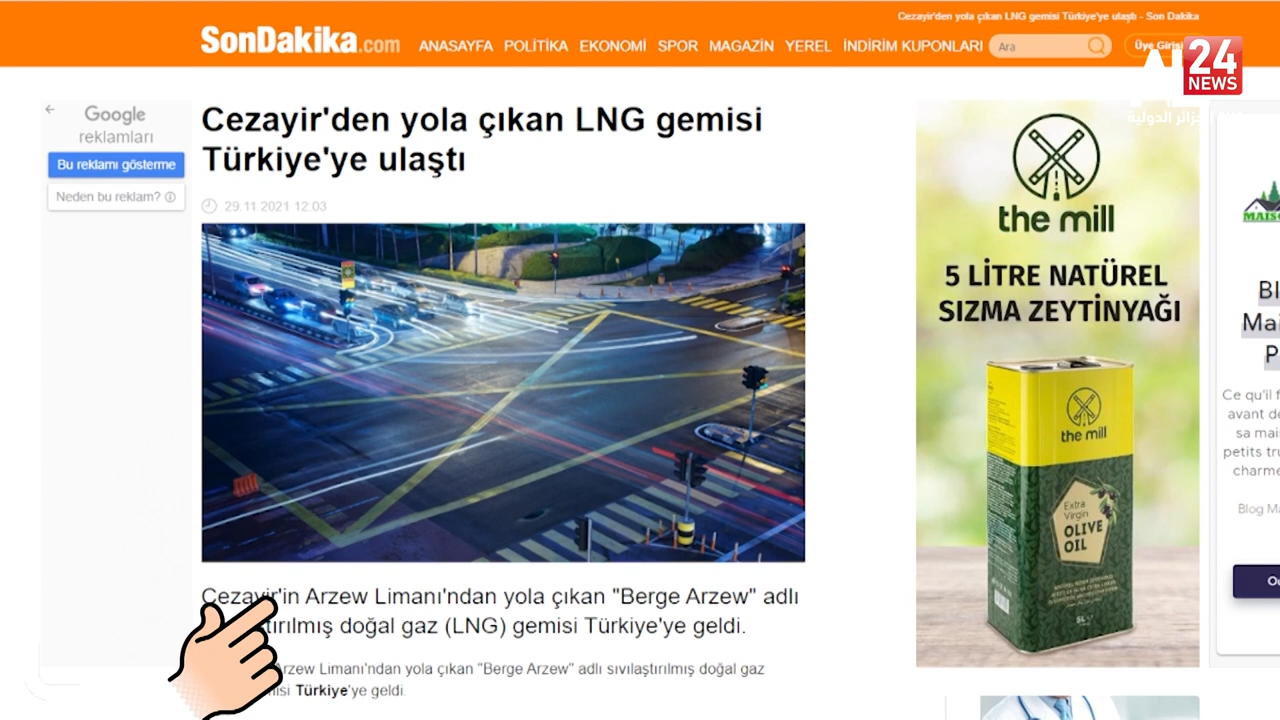 Cezayir'den yola çıkan LNG gemisi Türkiye'ye ulaştı - Son Dakika
SonDakika.com
ANASAYFA POLİTİKA EKONOMİ SPOR MAGAZİN YEREL İNDİRİM KUPONLARI
Ara
Üye Girişi
24
NEWS
الدولية
Google
reklamları
Bu reklamı gösterme
Neden bu reklam?
Cezayir'den yola çıkan LNG gemisi
Türkiye'ye ulaştı
29.11.2021 12:03
Cezayir'in Arzew Limanı'ndan yola çıkan "Berge Arzew" adlı
doğal gaz (LNG) gemisi Türkiye'ye geldi.
Arzew Limanı'ndan yola çıkan "Berge Arzew" adlı sıvılaştırılmış doğal gaz
Türkiye'ye geldi.
the mill
5 LİTRE NATÜREL
SIZMA ZEYTİNYAĞI
the mill
Extra
Virgin
OLIVE
OIL
5L
Ce qu'il
avant
sa
petits
Blog